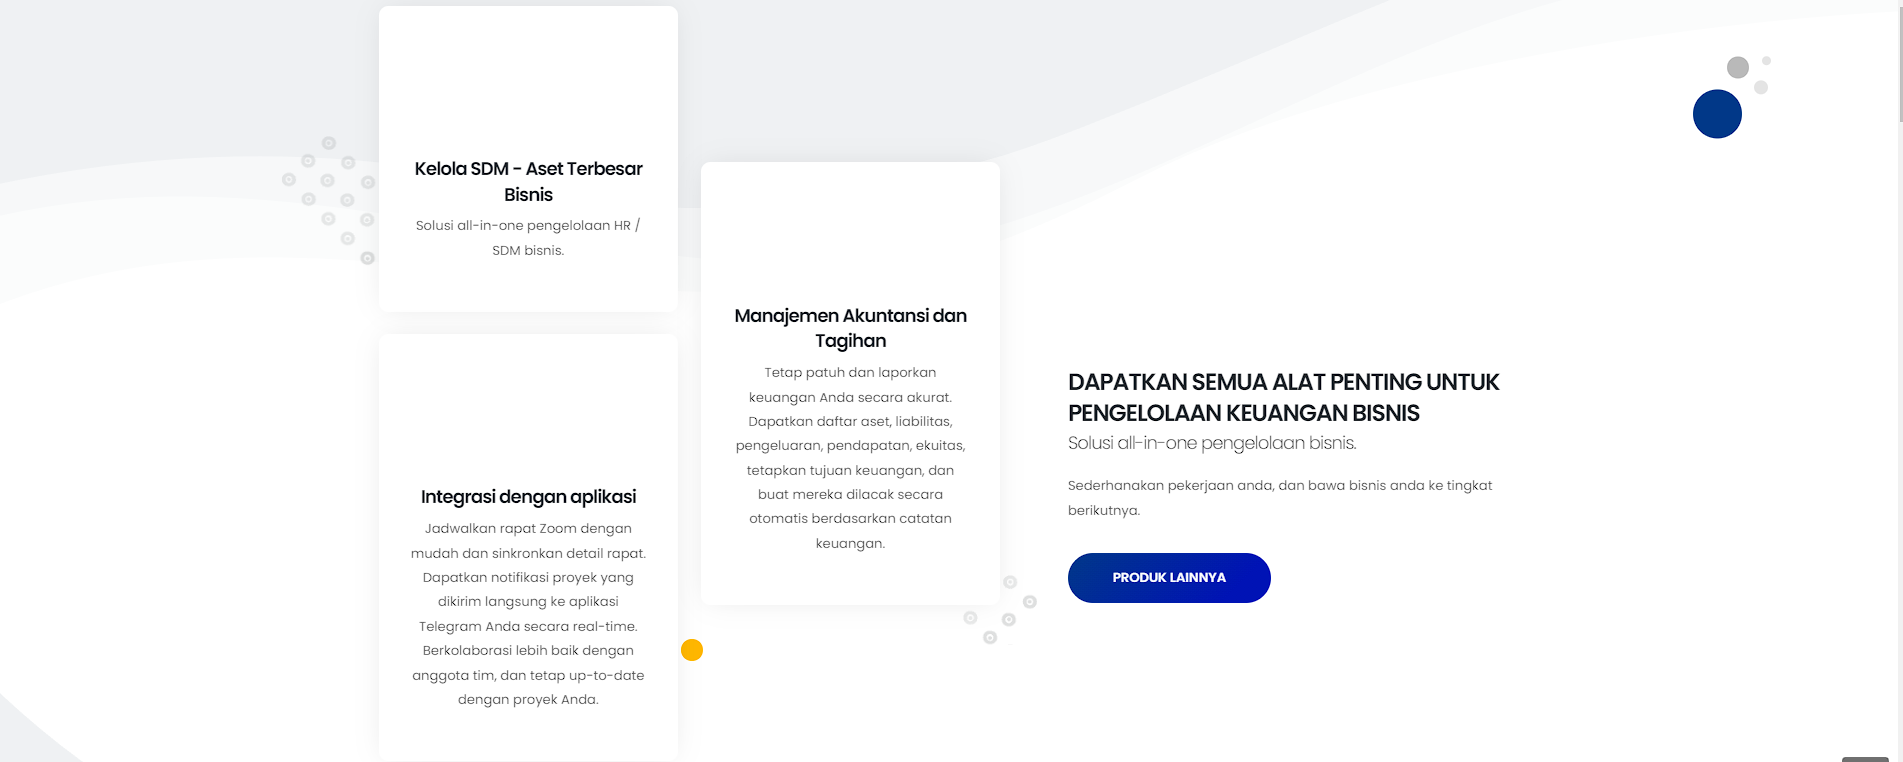 Kelola SDM - Aset Terbesar
Bisnis
Solusi all-in-one pengelolaan HR /
SDM bisnis.
Integrasi dengan aplikasi
Jadwalkan rapat Zoom dengan
mudah dan sinkronkan detail rapat.
Dapatkan notifikasi proyek yang
dikirim langsung ke aplikasi
Telegram Anda secara real-time.
Berkolaborasi lebih baik dengan
anggota tim, dan tetap up-to-date
dengan proyek Anda.
Manajemen Akuntansi dan
Tagihan
Tetap patuh dan laporkan
keuangan Anda secara akurat.
Dapatkan daftar aset, liabilitas,
pengeluaran, pendapatan, ekuitas,
tetapkan tujuan keuangan, dan
buat mereka dilacak secara
otomatis berdasarkan catatan
keuangan.
DAPATKAN SEMUA ALAT PENTING UNTUK
PENGELOLAAN KEUANGAN BISNIS
Solusi all-in-one pengelolaan bisnis.
Sederhanakan pekerjaan anda, dan bawa bisnis anda ke tingkat
berikutnya.
PRODUK LAINNYA